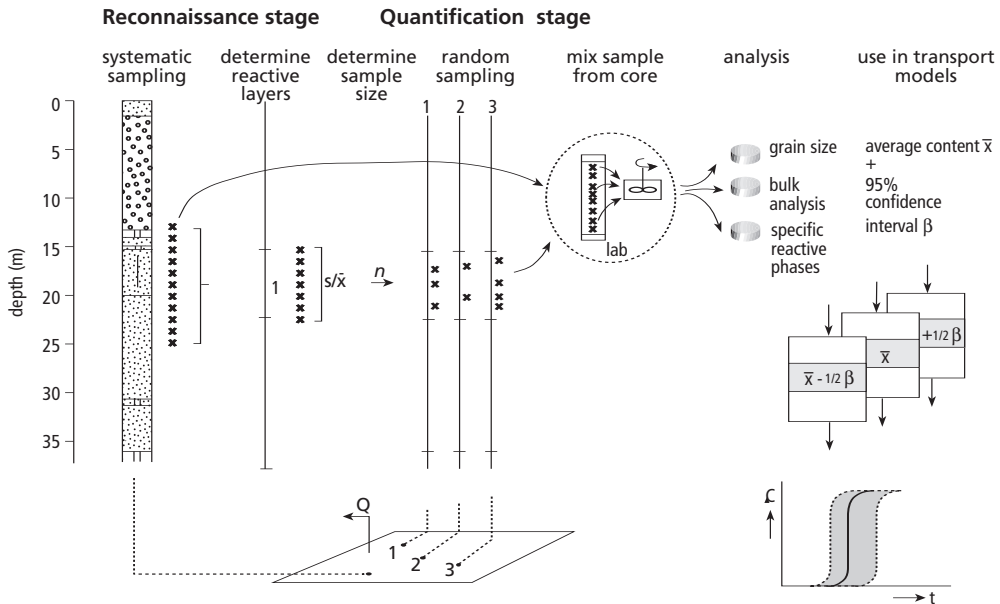 Reconnaissance stage
Quantification stage
systematic
sampling
determine
reactive
layers
determine
sample
size
random
sampling
mix sample
from core
analysis
use in transport
models
0
5
10
15
20
25
30
35
depth (m)
1
s/x̄
n
1
2
3
lab
grain size
bulk
analysis
specific
reactive
phases
average content x̄
+
95%
confidence
interval β
+1/2 β
x̄
x̄ - 1/2 β
Q
1
2
3
C
t